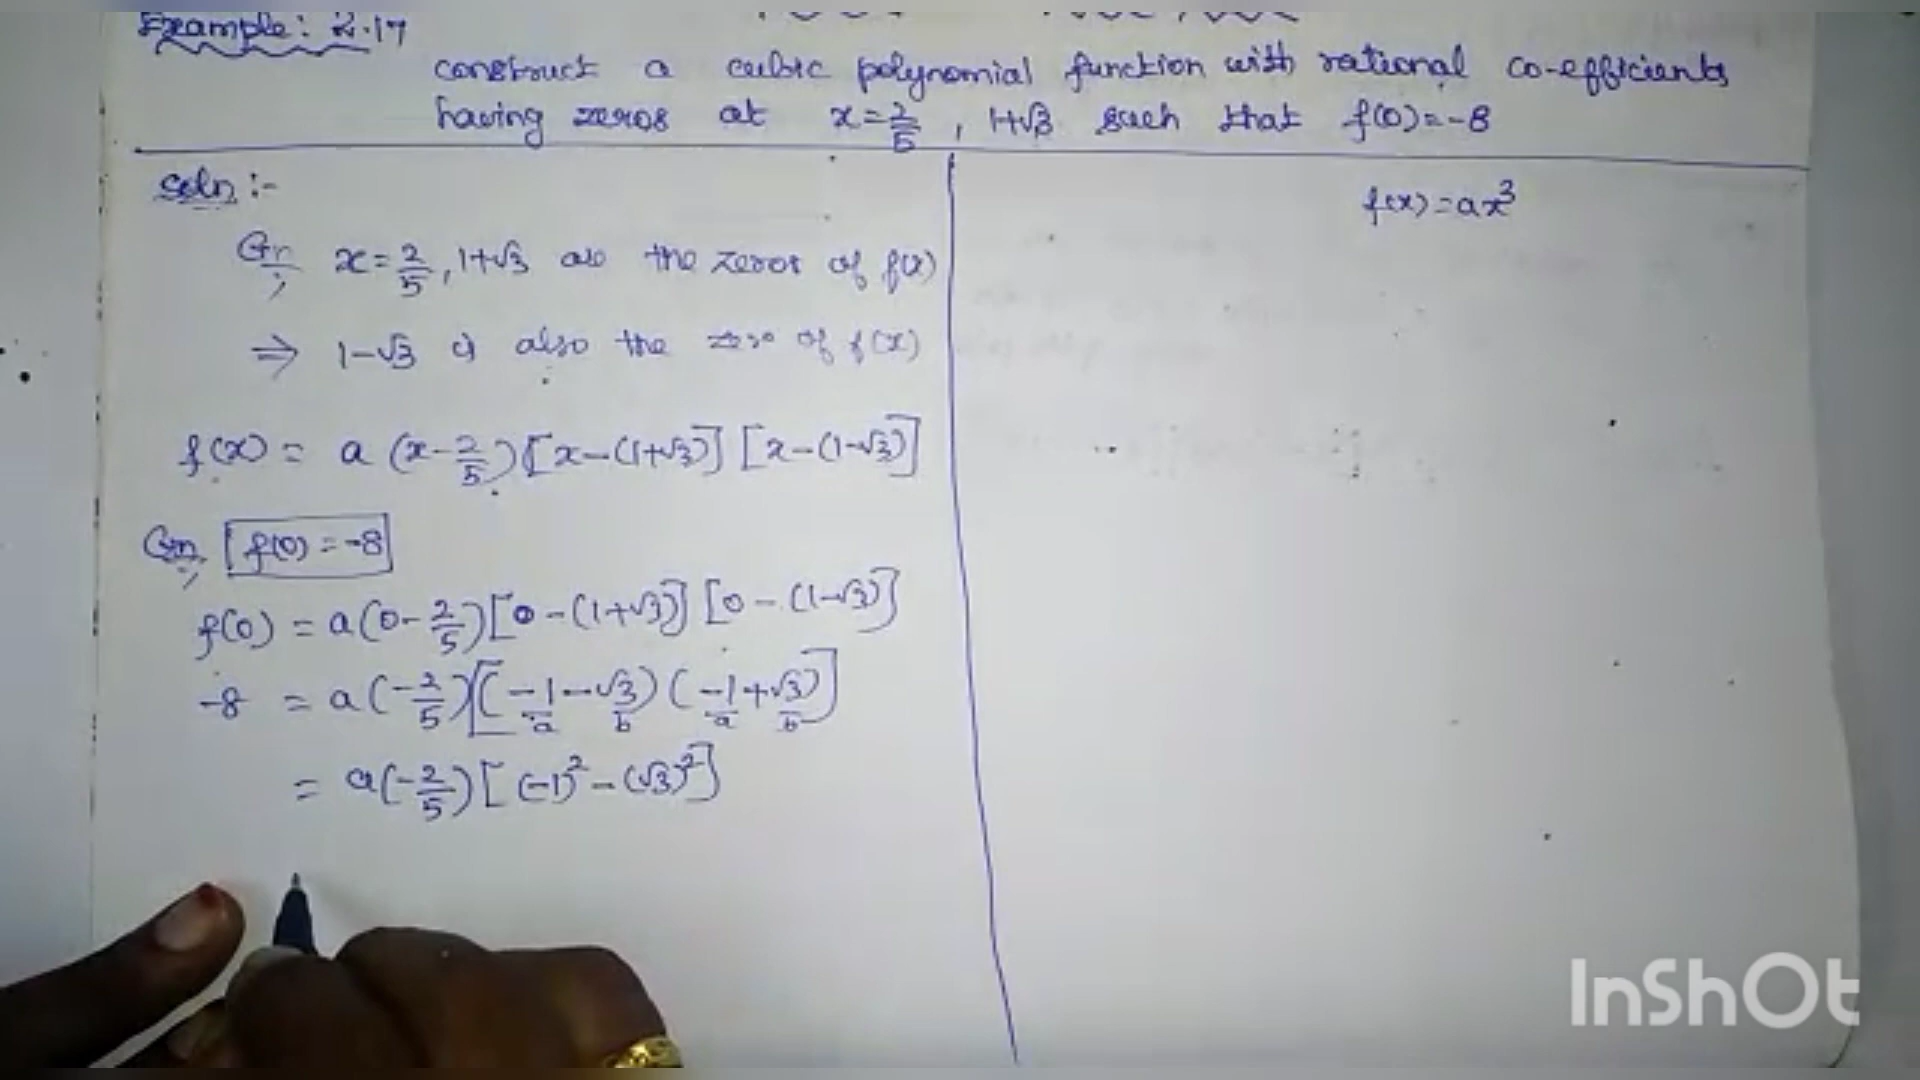 Example: 2.17
construct a cubic polynomial function with rational co-efficients
having zeros at x=2/5, 1+√3 such that f(0)=-8
Soln:-
Gn; x=2/5, 1+√3 are the zeros of f(x)
⇒ 1-√3 is also the zero of f(x)
f(x) = a (x-2/5) [x-(1+√3)] [x-(1-√3)]
Gn; f(0) = -8
f(0) = a(0-2/5) [0-(1+√3)] [0-(1-√3)]
-8 = a(-2/5) [(-1-√3) (-1+√3)]
a b a b
= a(-2/5) [(-1)²-(√3)²]
f(x) = ax³
InShOt